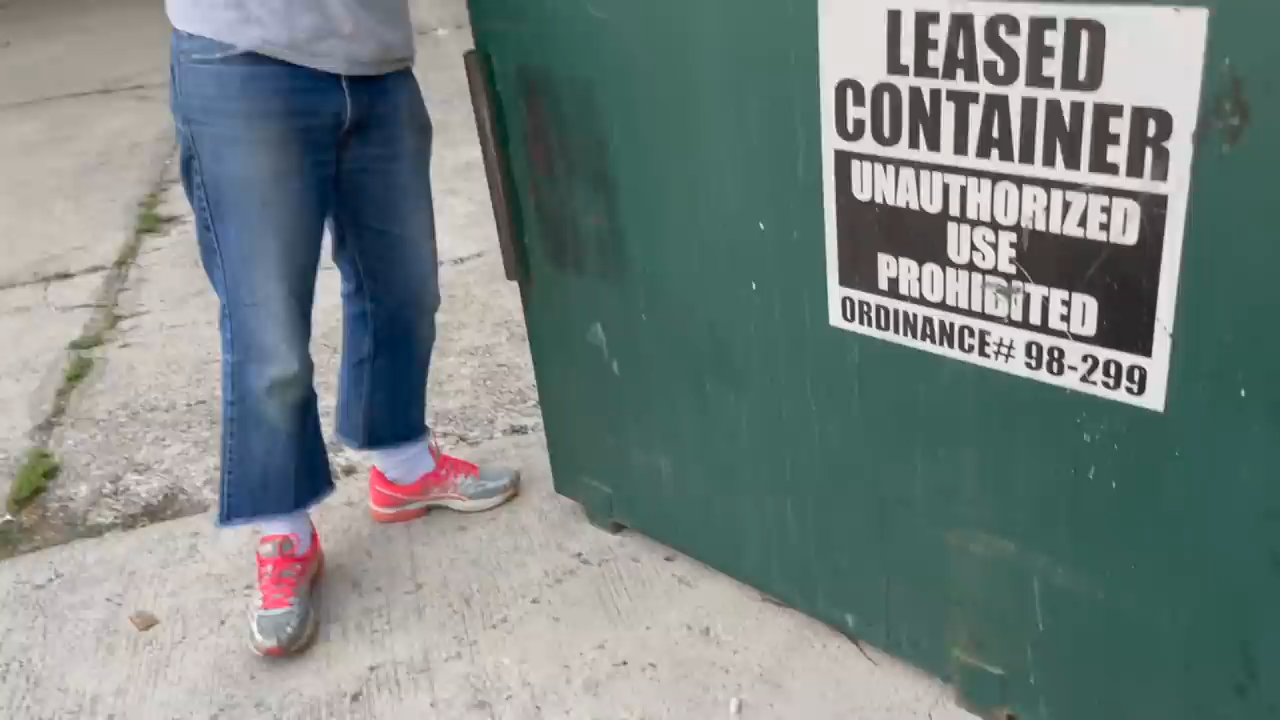 LEASED
CONTAINER
UNAUTHORIZED
USE
PROHIBITED
ORDINANCE# 98-299